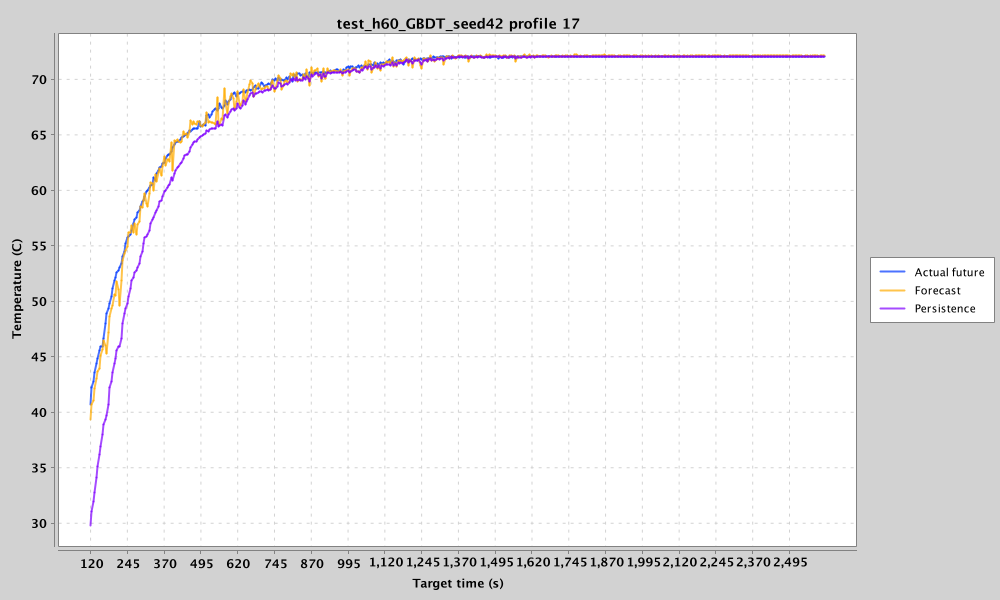 test_h60_GBDT_seed42 profile 17
Temperature (C)
70
65
60
55
50
45
40
35
30
120 245 370 495 620 745 870 995 1,120 1,245 1,370 1,495 1,620 1,745 1,870 1,995 2,120 2,245 2,370 2,495
Target time (s)
Actual future
Forecast
Persistence